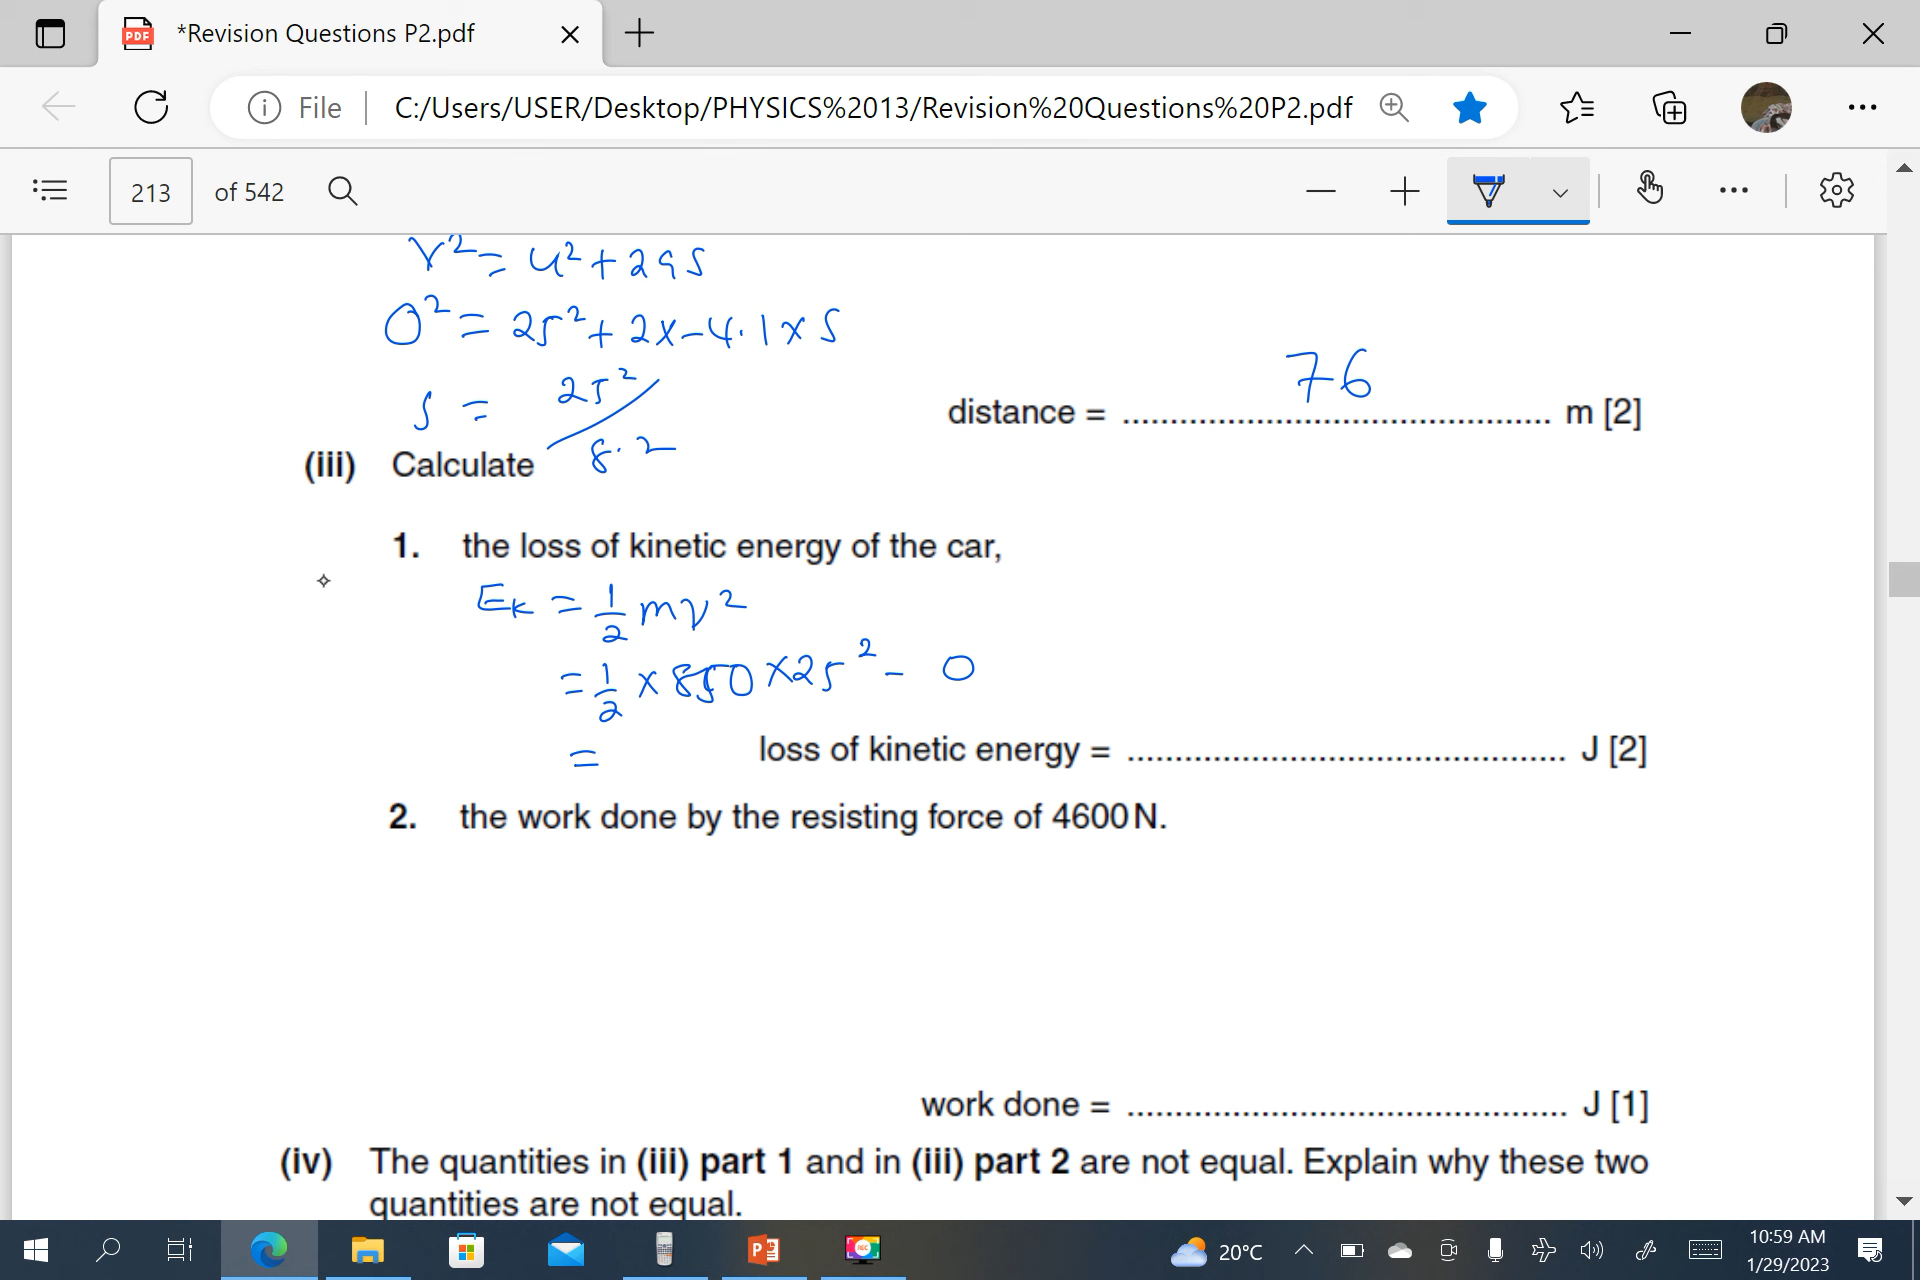 *Revision Questions P2.pdf
File
C:/Users/USER/Desktop/PHYSICS%2013/Revision%20Questions%20P2.pdf
213 of 542
v² = u² + 2as
0² = 25² + 2x-4.1 x s
s = 25² / 8.2
76
distance = ............................................ m [2]
(iii) Calculate
1. the loss of kinetic energy of the car,
Eₖ = 1/2 mv²
= 1/2 x 850 x 25² - 0
=
loss of kinetic energy = ............................................ J [2]
2. the work done by the resisting force of 4600 N.
work done = ............................................ J [1]
(iv) The quantities in (iii) part 1 and in (iii) part 2 are not equal. Explain why these two
quantities are not equal.
20°C
10:59 AM
1/29/2023